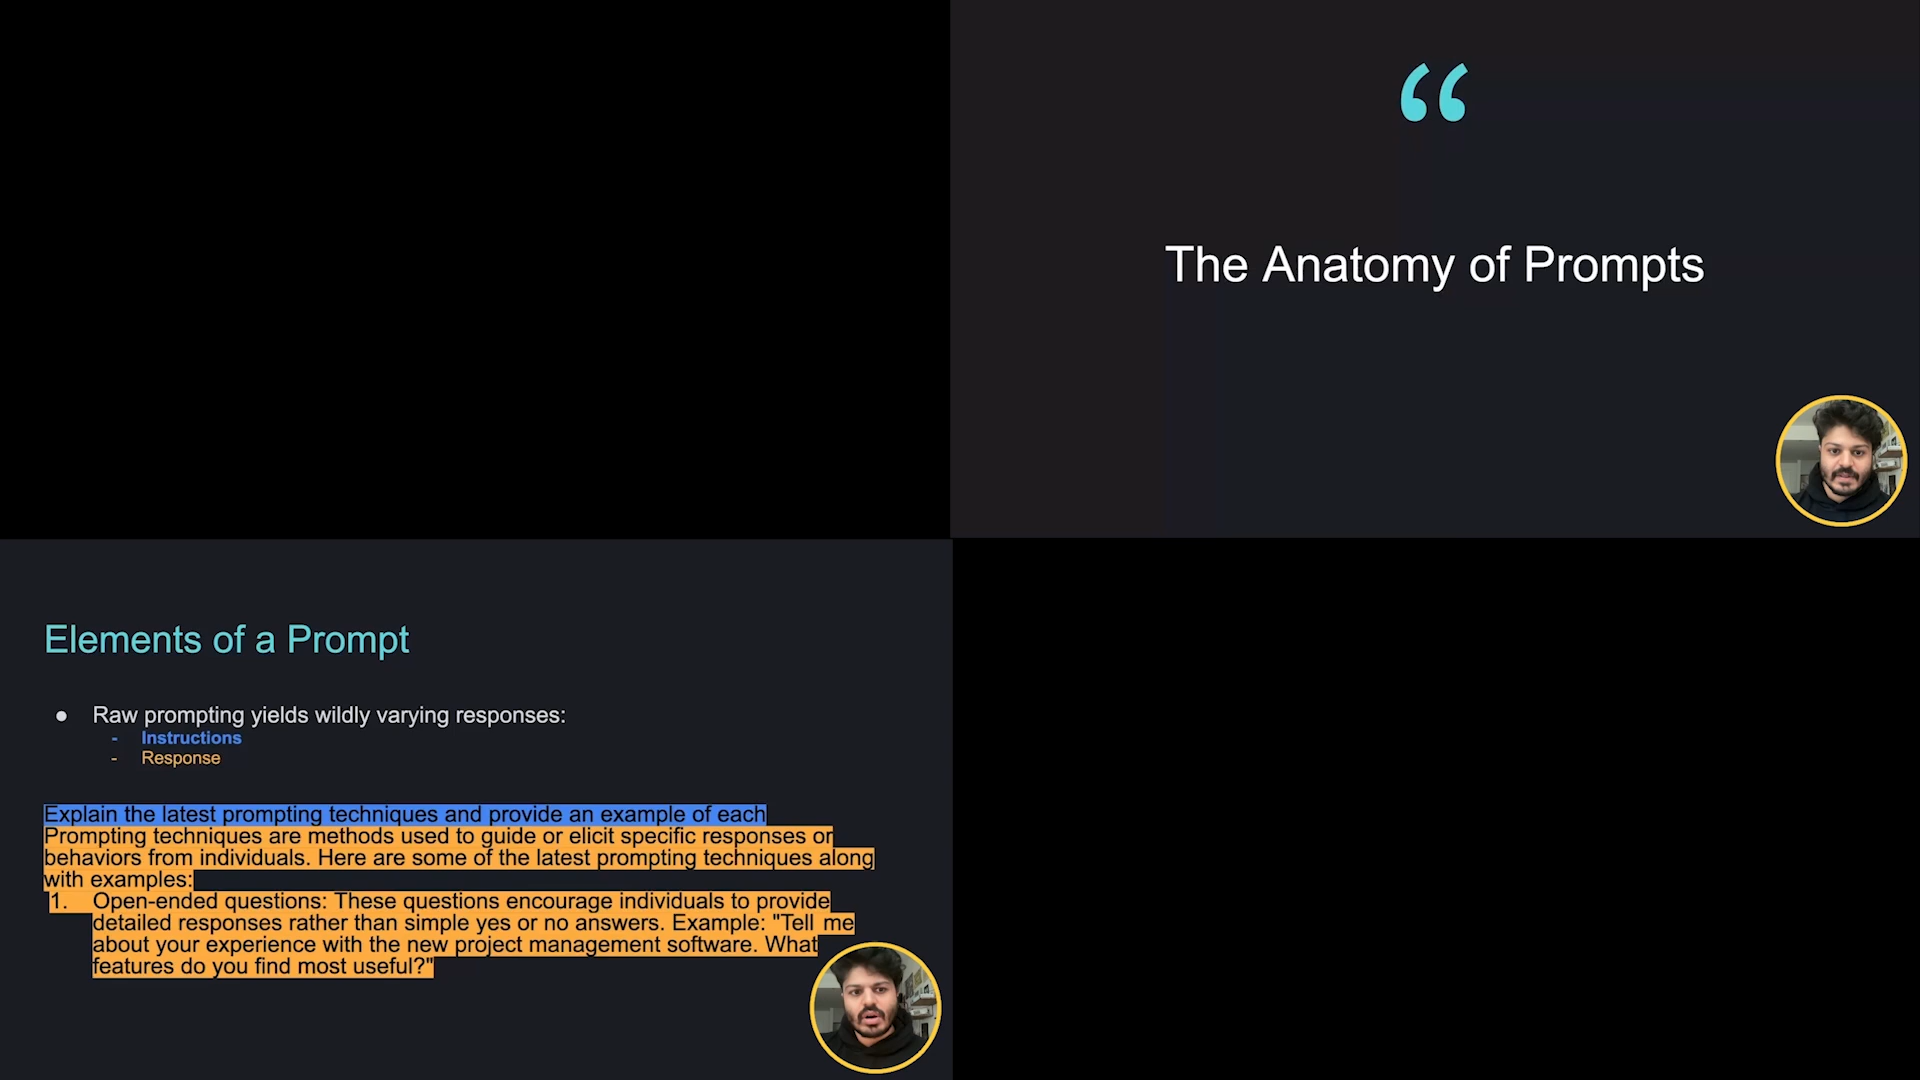 “
The Anatomy of Prompts
Elements of a Prompt
● Raw prompting yields wildly varying responses:
- Instructions
- Response
Explain the latest prompting techniques and provide an example of each
Prompting techniques are methods used to guide or elicit specific responses or
behaviors from individuals. Here are some of the latest prompting techniques along
with examples:
1. Open-ended questions: These questions encourage individuals to provide
detailed responses rather than simple yes or no answers. Example: "Tell me
about your experience with the new project management software. What
features do you find most useful?"